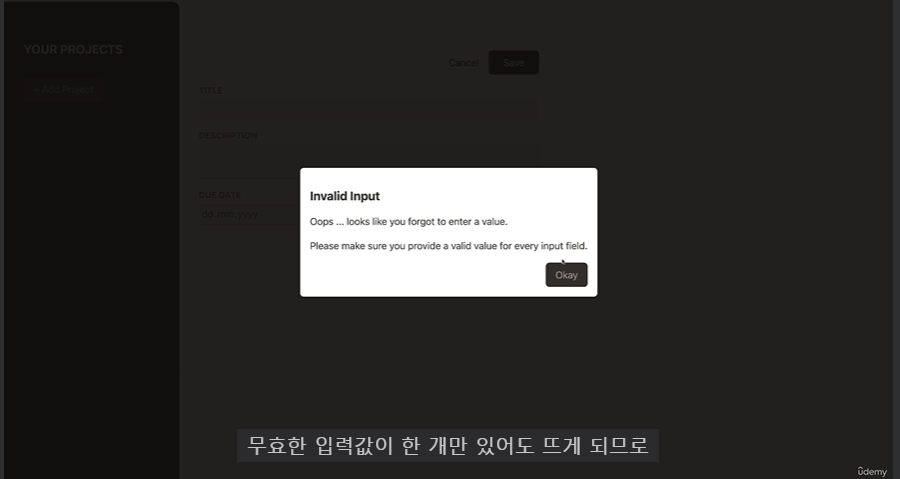 YOUR PROJECTS
+ Add Project
Cancel Save
TITLE
DESCRIPTION
DUE DATE
dd.mm.yyyy
Invalid Input
Oops ... looks like you forgot to enter a value.
Please make sure you provide a valid value for every input field.
Okay
무효한 입력값이 한 개만 있어도 뜨게 되므로
ûdemy